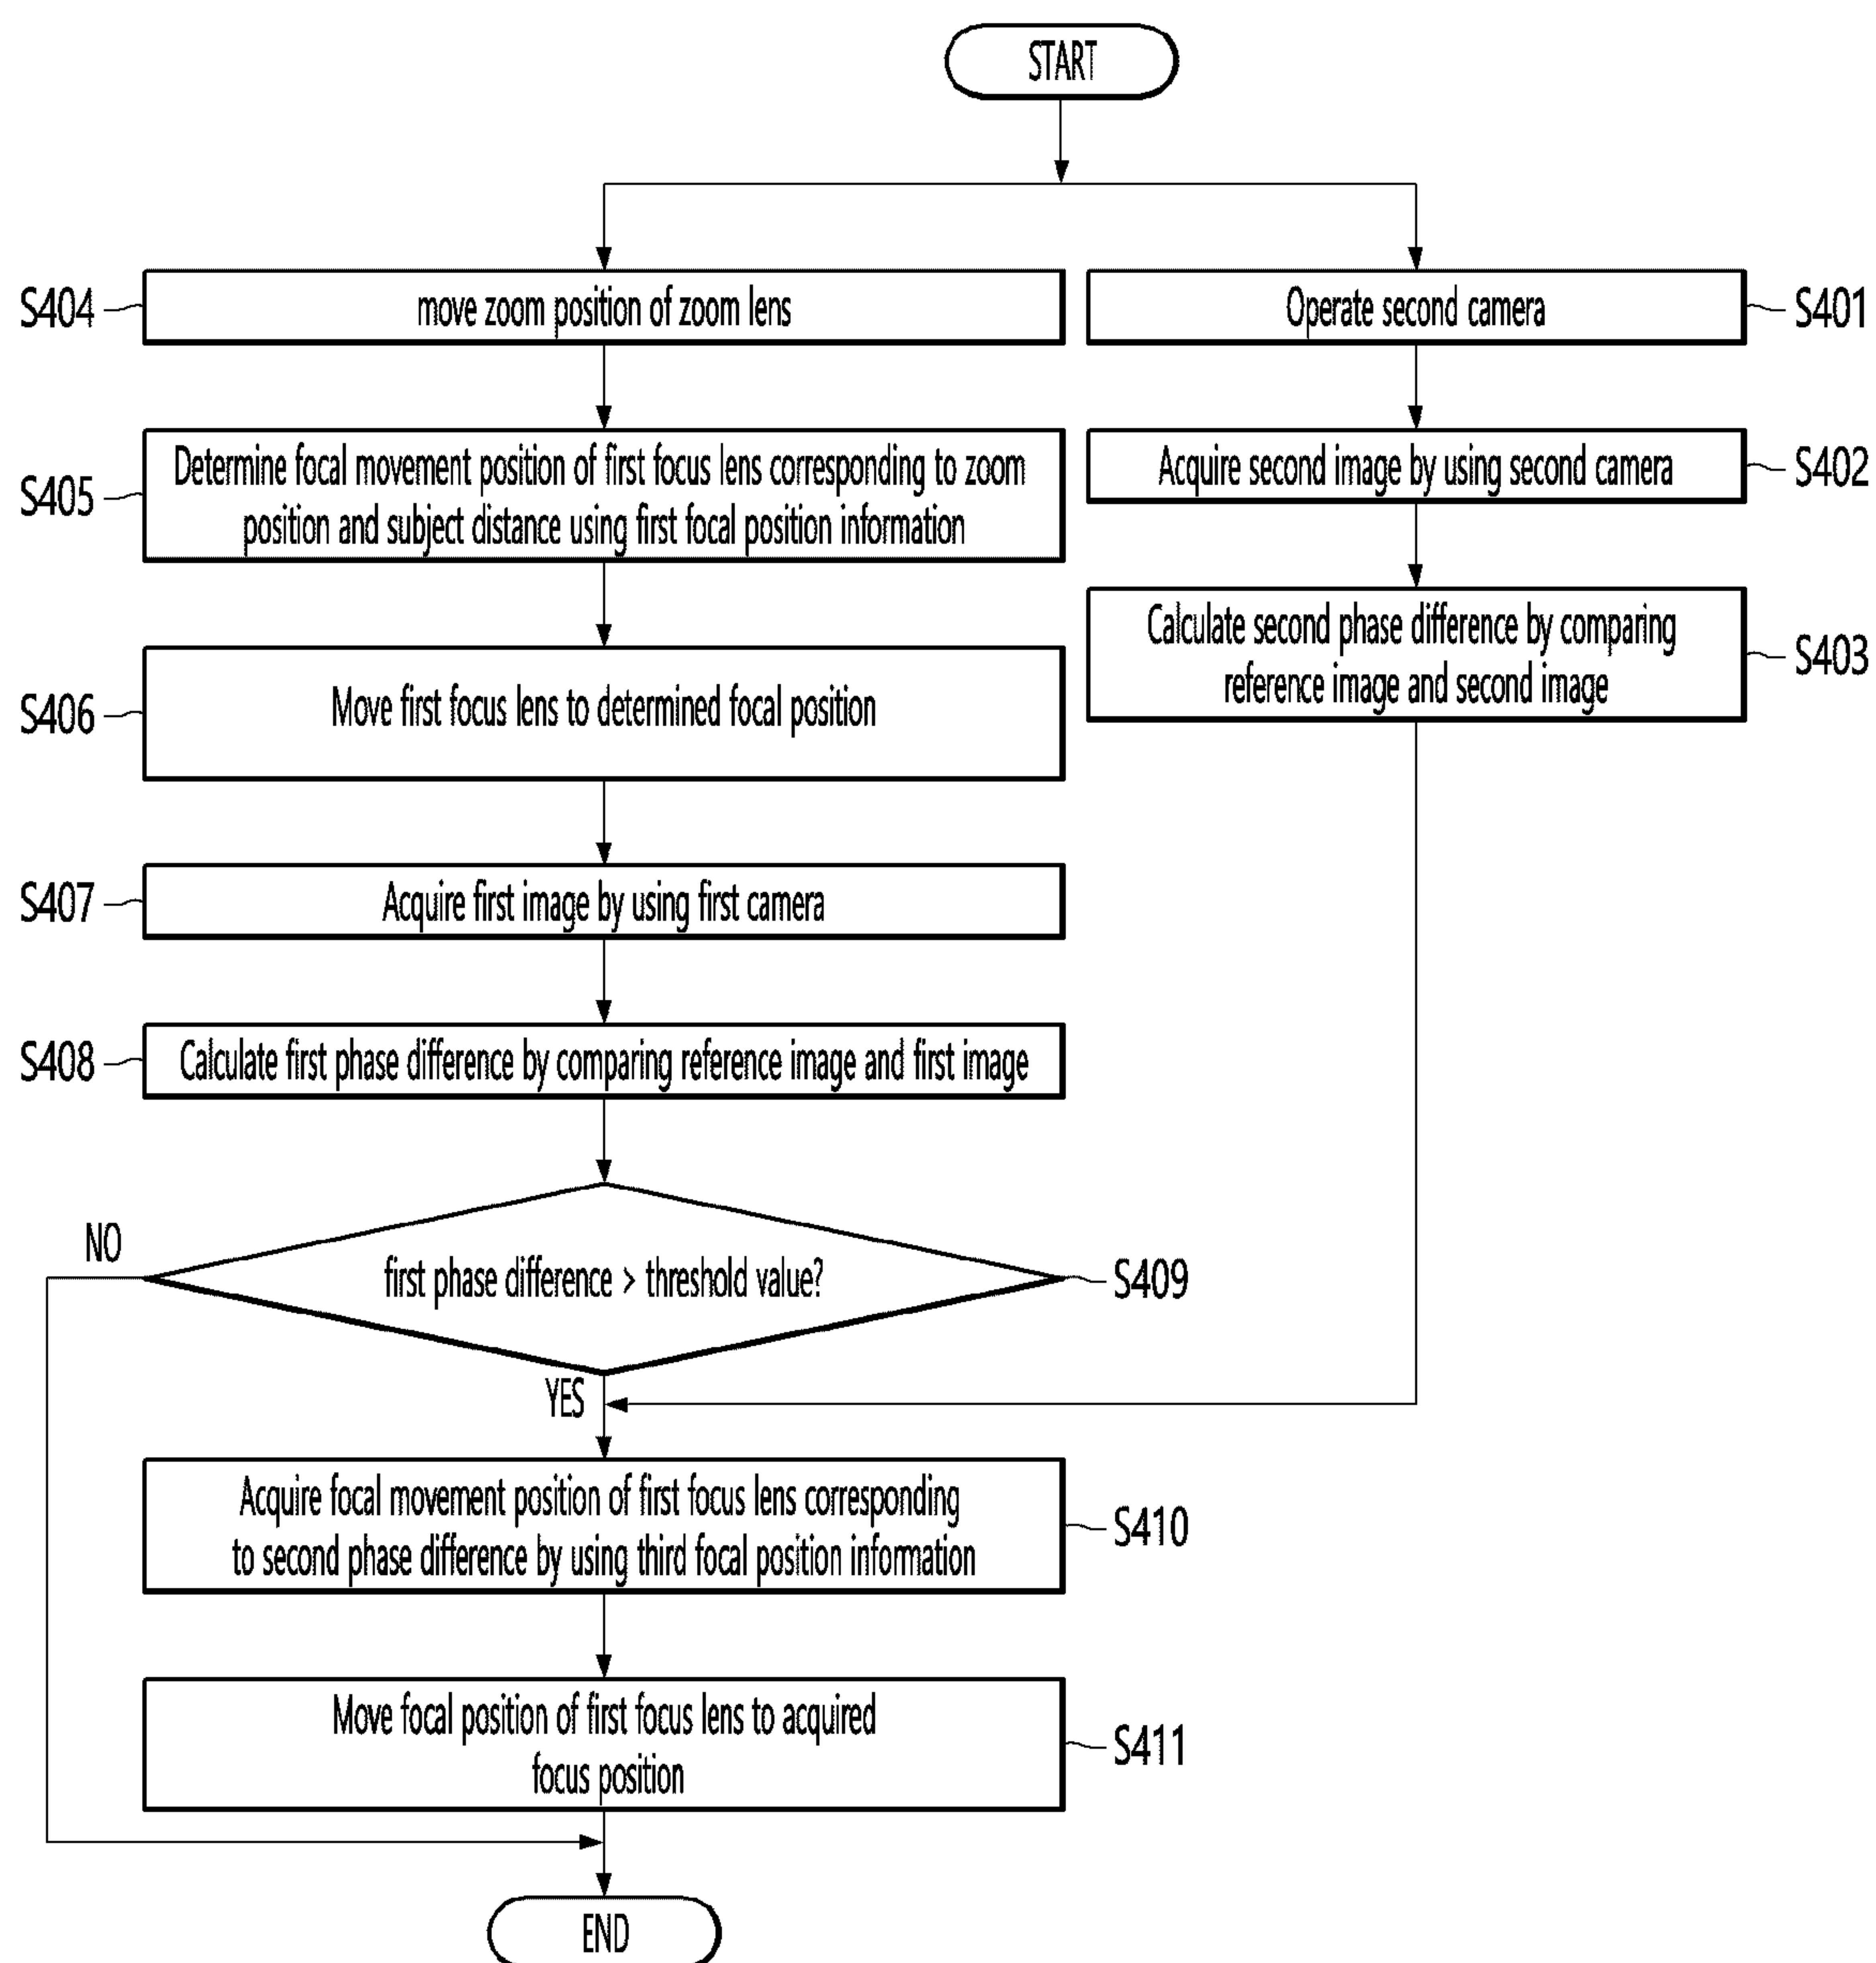 START
S404
move zoom position of zoom lens
Operate second camera
S401
S405
Determine focal movement position of first focus lens corresponding to zoom
position and subject distance using first focal position information
Acquire second image by using second camera
S402
Calculate second phase difference by comparing
reference image and second image
S403
S406
Move first focus lens to determined focal position
S407
Acquire first image by using first camera
S408
Calculate first phase difference by comparing reference image and first image
NO
first phase difference > threshold value?
S409
YES
Acquire focal movement position of first focus lens corresponding
to second phase difference by using third focal position information
S410
Move focal position of first focus lens to acquired
focus position
S411
END